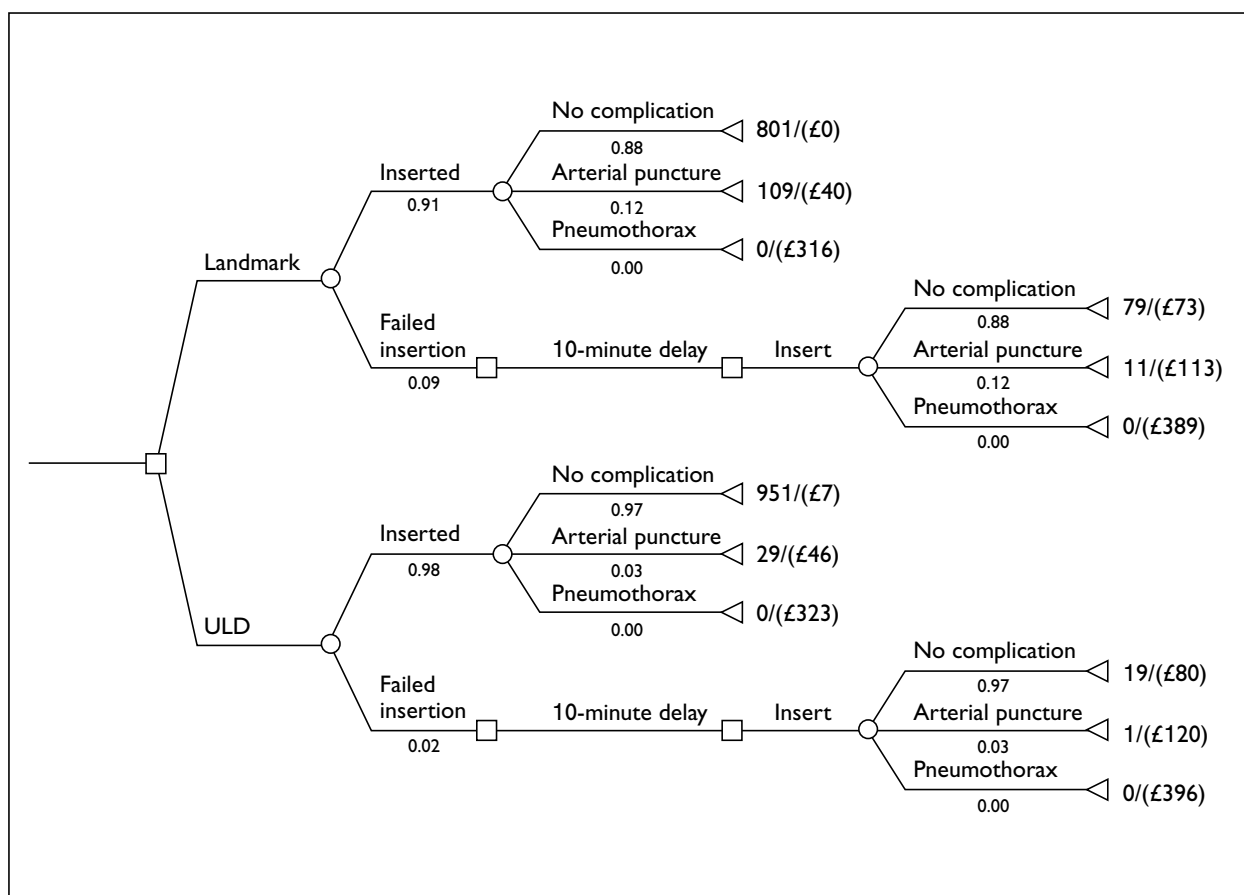 No complication
0.88
801/(£0)
Inserted
0.91
Arterial puncture
0.12
109/(£40)
Pneumothorax
0.00
0/(£316)
Landmark
Failed
insertion
0.09
10-minute delay
Insert
No complication
0.88
79/(£73)
Arterial puncture
0.12
11/(£113)
Pneumothorax
0.00
0/(£389)
No complication
0.97
951/(£7)
Inserted
0.98
Arterial puncture
0.03
29/(£46)
Pneumothorax
0.00
0/(£323)
ULD
Failed
insertion
0.02
10-minute delay
Insert
No complication
0.97
19/(£80)
Arterial puncture
0.03
1/(£120)
Pneumothorax
0.00
0/(£396)